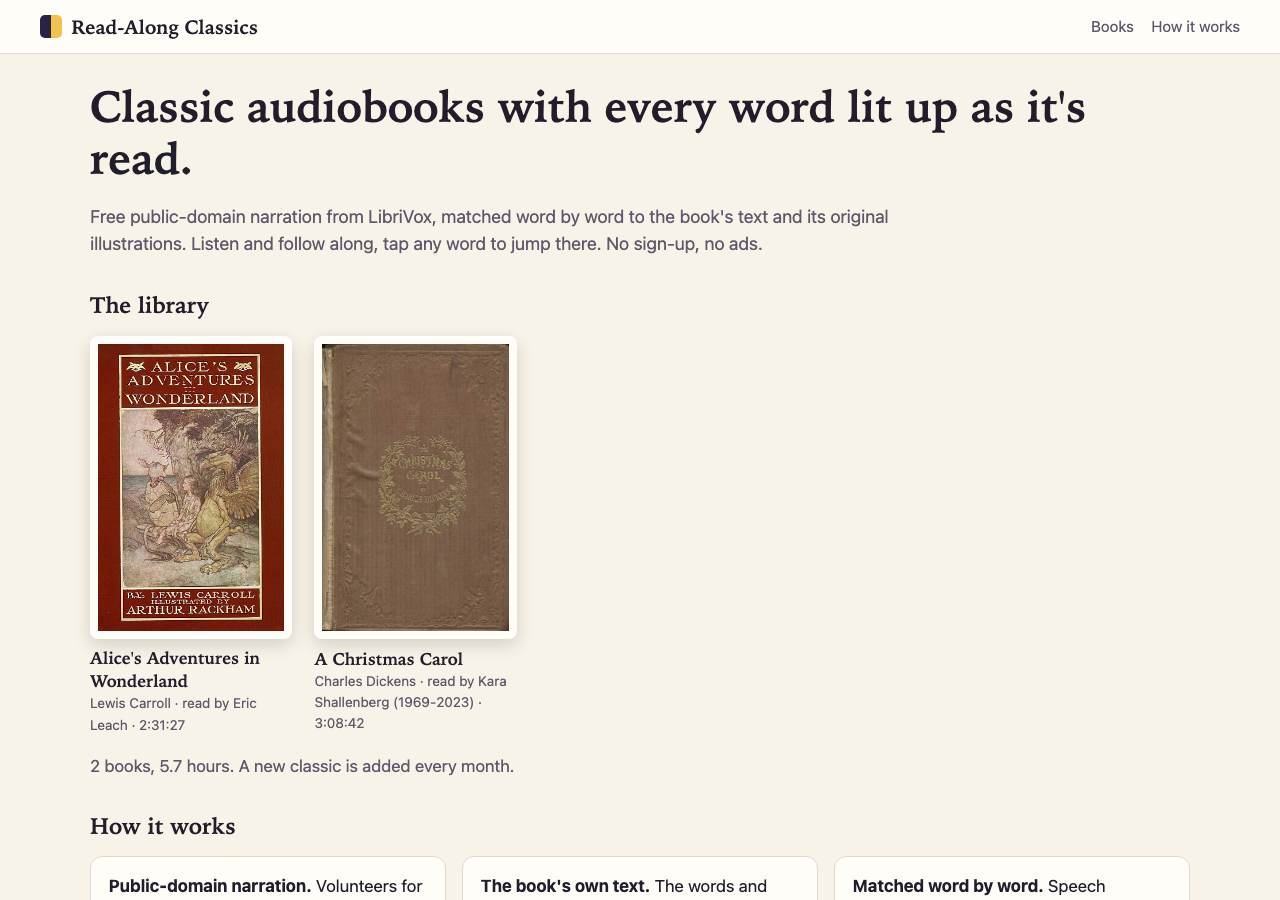 Read-Along Classics
Books
How it works
Classic audiobooks with every word lit up as it's
read.
Free public-domain narration from LibriVox, matched word by word to the book's text and its original
illustrations. Listen and follow along, tap any word to jump there. No sign-up, no ads.
The library
ALICE'S
ADVENTURES
IN
WONDERLAND
BY LEWIS CARROLL
ILLUSTRATED BY
ARTHUR RACKHAM
CHRISTMAS
CAROL
Alice's Adventures in
Wonderland
Lewis Carroll · read by Eric
Leach · 2:31:27
A Christmas Carol
Charles Dickens · read by Kara
Shallenberg (1969-2023) ·
3:08:42
2 books, 5.7 hours. A new classic is added every month.
How it works
Public-domain narration. Volunteers for
The book's own text. The words and
Matched word by word. Speech